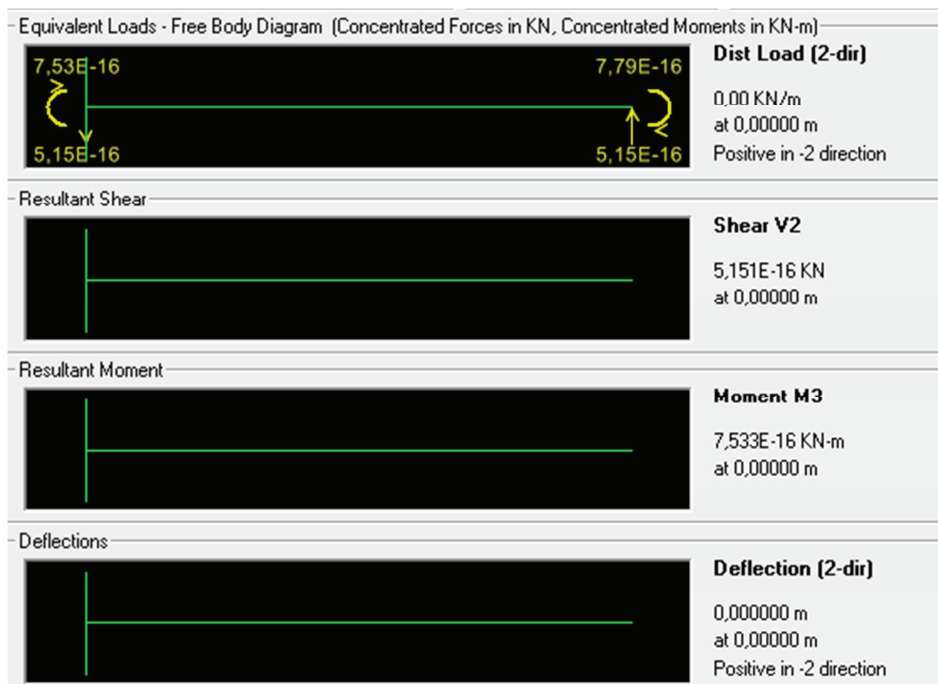 Equivalent Loads - Free Body Diagram (Concentrated Forces in KN, Concentrated Moments in KN-m)
7,53E-16
7,79E-16
5,15E-16
5,15E-16
Dist Load (2-dir)
0,00 KN/m
at 0,00000 m
Positive in -2 direction
Resultant Shear
Shear V2
5,151E-16 KN
at 0,00000 m
Resultant Moment
Moment M3
7,533E-16 KN-m
at 0,00000 m
Deflections
Deflection (2-dir)
0,000000 m
at 0,00000 m
Positive in -2 direction